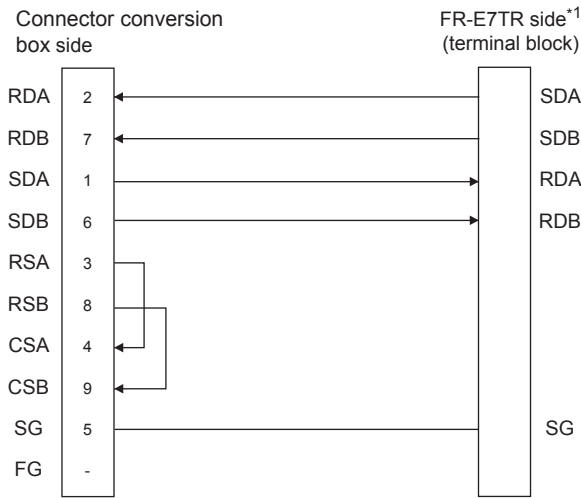 Connector conversion
box side
FR-E7TR side*1
(terminal block)
RDA 2 SDA
RDB 7 SDB
SDA 1 RDA
SDB 6 RDB
RSA 3
RSB 8
CSA 4
CSB 9
SG 5 SG
FG -